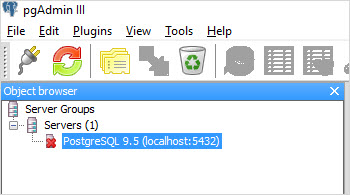 pgAdmin III
File Edit Plugins View Tools Help
Object browser
Server Groups
Servers (1)
PostgreSQL 9.5 (localhost:5432)